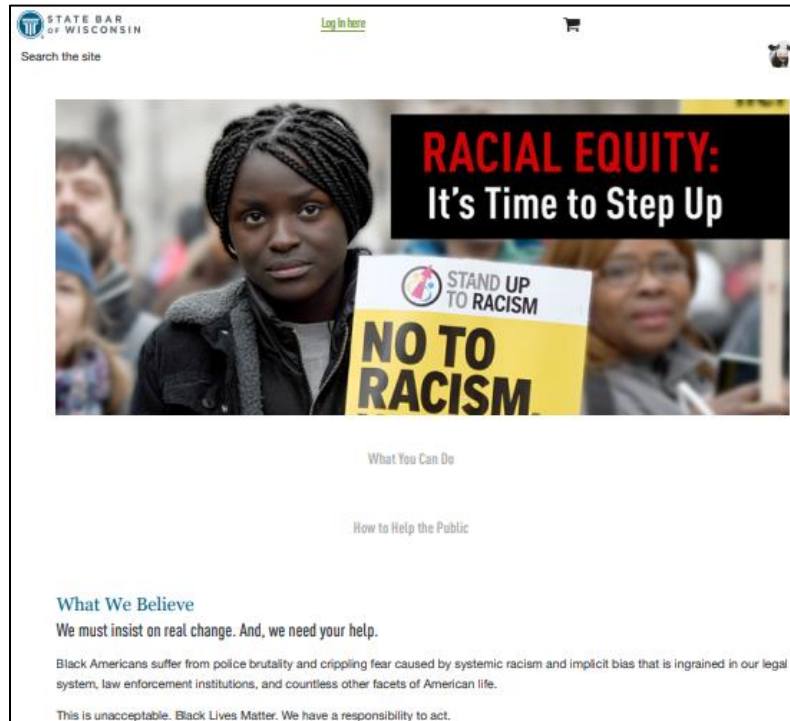 STATE BAR
OF WISCONSIN
Log In here
Search the site
RACIAL EQUITY:
It's Time to Step Up
STAND UP
TO RACISM
NO TO
RACISM.
What You Can Do
How to Help the Public
What We Believe
We must insist on real change. And, we need your help.
Black Americans suffer from police brutality and crippling fear caused by systemic racism and implicit bias that is ingrained in our legal
system, law enforcement institutions, and countless other facets of American life.
This is unacceptable. Black Lives Matter. We have a responsibility to act.